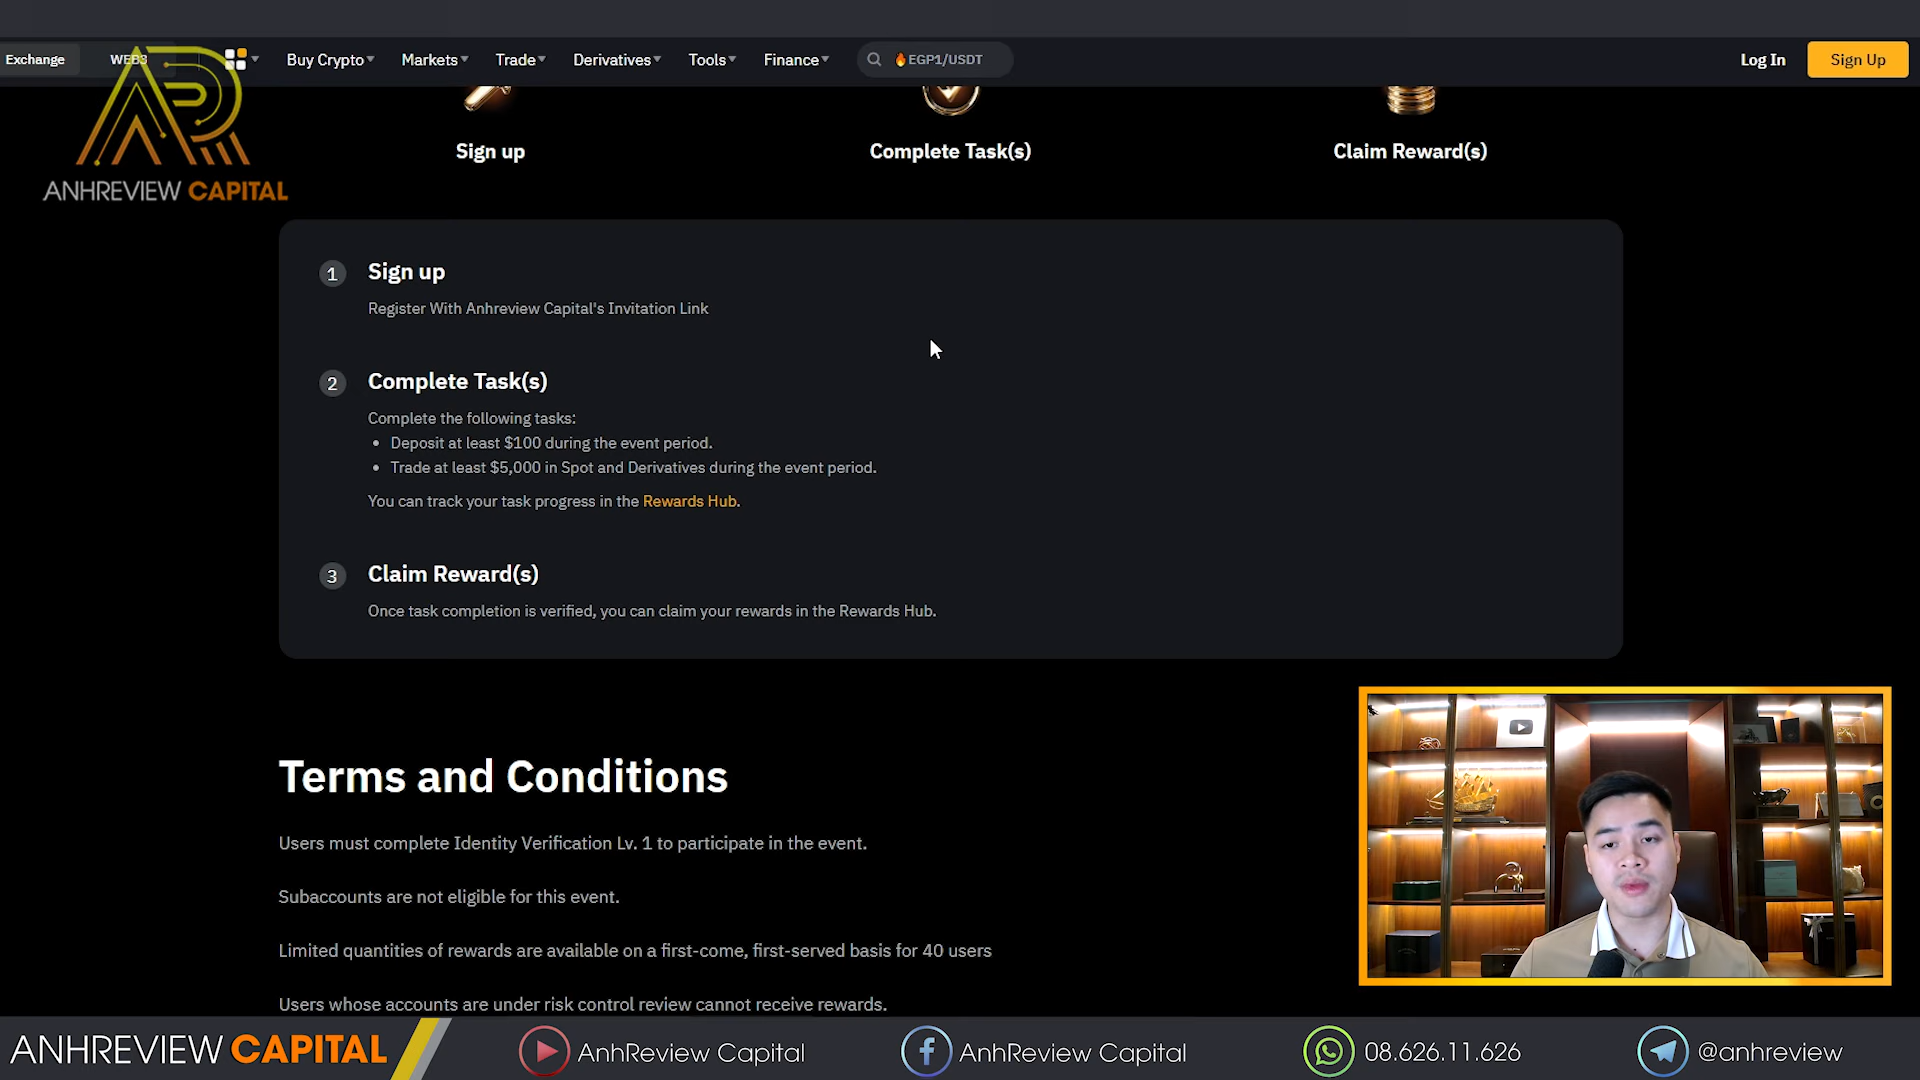 Exchange
WEB3
Buy Crypto
Markets
Trade
Derivatives
Tools
Finance
EGP1/USDT
Log In
Sign Up
ANHREVIEW CAPITAL
Sign up
Complete Task(s)
Claim Reward(s)
1
Sign up
Register With Anhreview Capital's Invitation Link
2
Complete Task(s)
Complete the following tasks:
• Deposit at least $100 during the event period.
• Trade at least $5,000 in Spot and Derivatives during the event period.
You can track your task progress in the Rewards Hub.
3
Claim Reward(s)
Once task completion is verified, you can claim your rewards in the Rewards Hub.
Terms and Conditions
Users must complete Identity Verification Lv. 1 to participate in the event.
Subaccounts are not eligible for this event.
Limited quantities of rewards are available on a first-come, first-served basis for 40 users
Users whose accounts are under risk control review cannot receive rewards.
ANHREVIEW CAPITAL
AnhReview Capital
AnhReview Capital
08.626.11.626
@anhreview